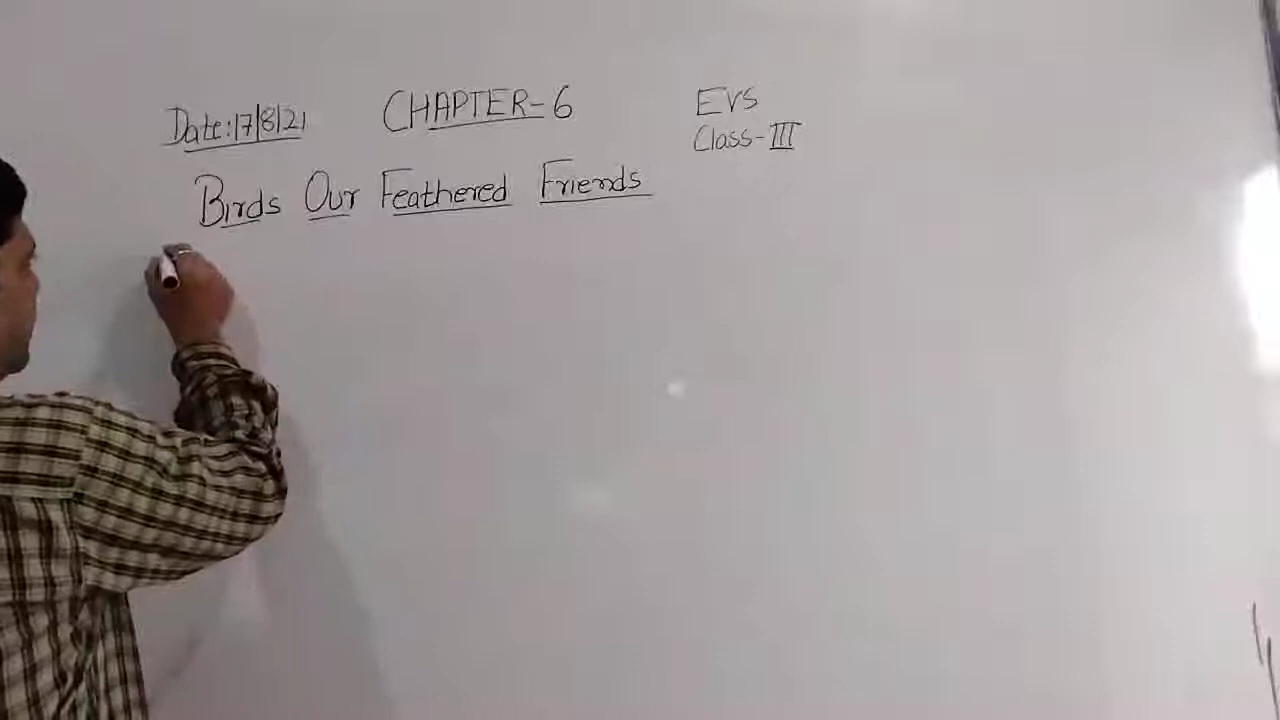 Date:17/8/21 CHAPTER-6 EVS
Class-III
Birds Our Feathered Friends